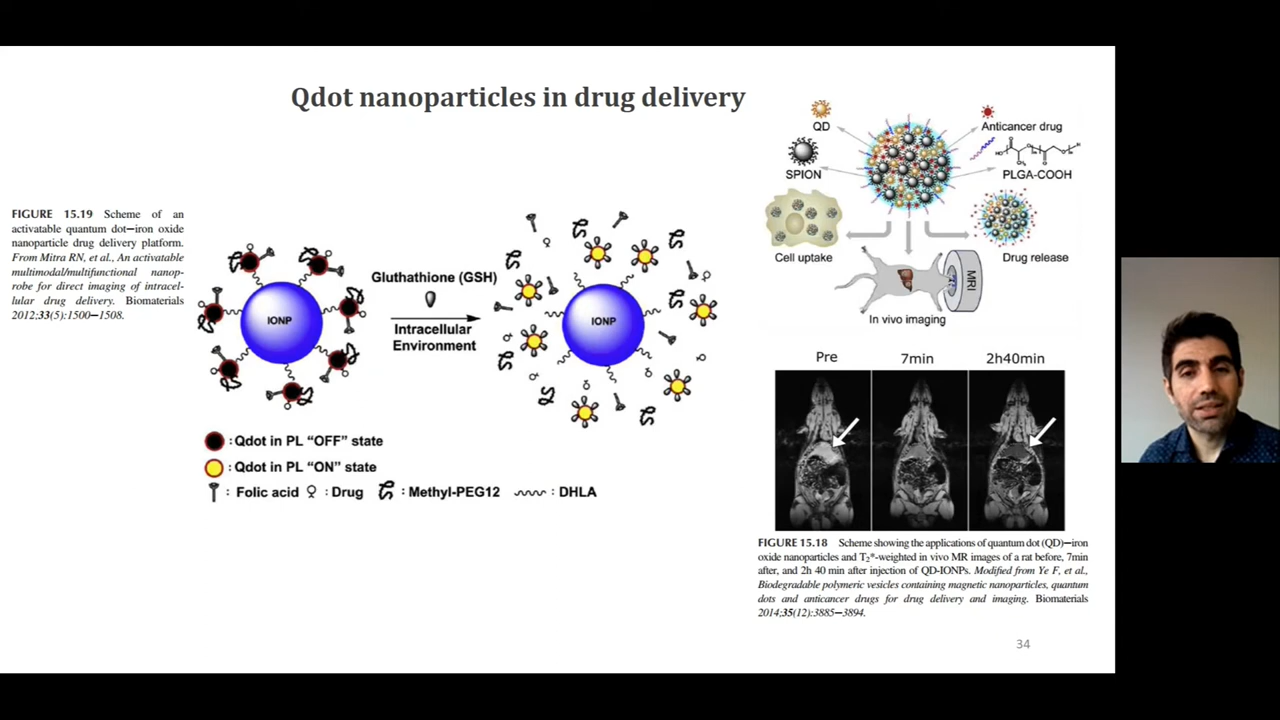 Qdot nanoparticles in drug delivery
FIGURE 15.19 Scheme of an
activatable quantum dot—iron oxide
nanoparticle drug delivery platform.
From Mitra RN, et al., An activatable
multimodal/multifunctional nanop-
robe for direct imaging of intracel-
lular drug delivery. Biomaterials
2012;33(5):1500—1508.
IONP
Gluthathione (GSH)
Intracellular
Environment
IONP
: Qdot in PL “OFF” state
: Qdot in PL “ON” state
: Folic acid : Drug : Methyl-PEG12 : DHLA
QD
SPION
Anticancer drug
HO
O
CH₃
O
PLGA-COOH
Cell uptake
Drug release
MRI
In vivo imaging
Pre 7min 2h40min
FIGURE 15.18 Scheme showing the applications of quantum dot (QD)—iron
oxide nanoparticles and T₂*-weighted in vivo MR images of a rat before, 7min
after, and 2h 40 min after injection of QD-IONPs. Modified from Ye F, et al.,
Biodegradable polymeric vesicles containing magnetic nanoparticles, quantum
dots and anticancer drugs for drug delivery and imaging. Biomaterials
2014;35(12):3885—3894.
34